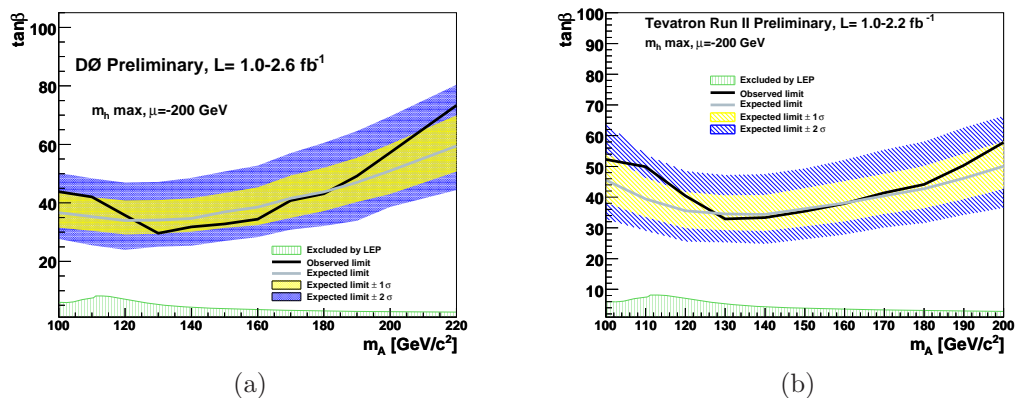 tanβ
100
80
60
40
20
DØ Preliminary, L= 1.0-2.6 fb⁻¹
m_h max, μ=-200 GeV
Excluded by LEP
Observed limit
Expected limit
Expected limit ± 1σ
Expected limit ± 2σ
100 120 140 160 180 200 220
m_A [GeV/c²]
(a)
tanβ
100
90
80
70
60
50
40
30
20
10
Tevatron Run II Preliminary, L= 1.0-2.2 fb⁻¹
m_h max, μ=-200 GeV
Excluded by LEP
Observed limit
Expected limit
Expected limit ± 1σ
Expected limit ± 2σ
100 110 120 130 140 150 160 170 180 190 200
m_A [GeV/c²]
(b)